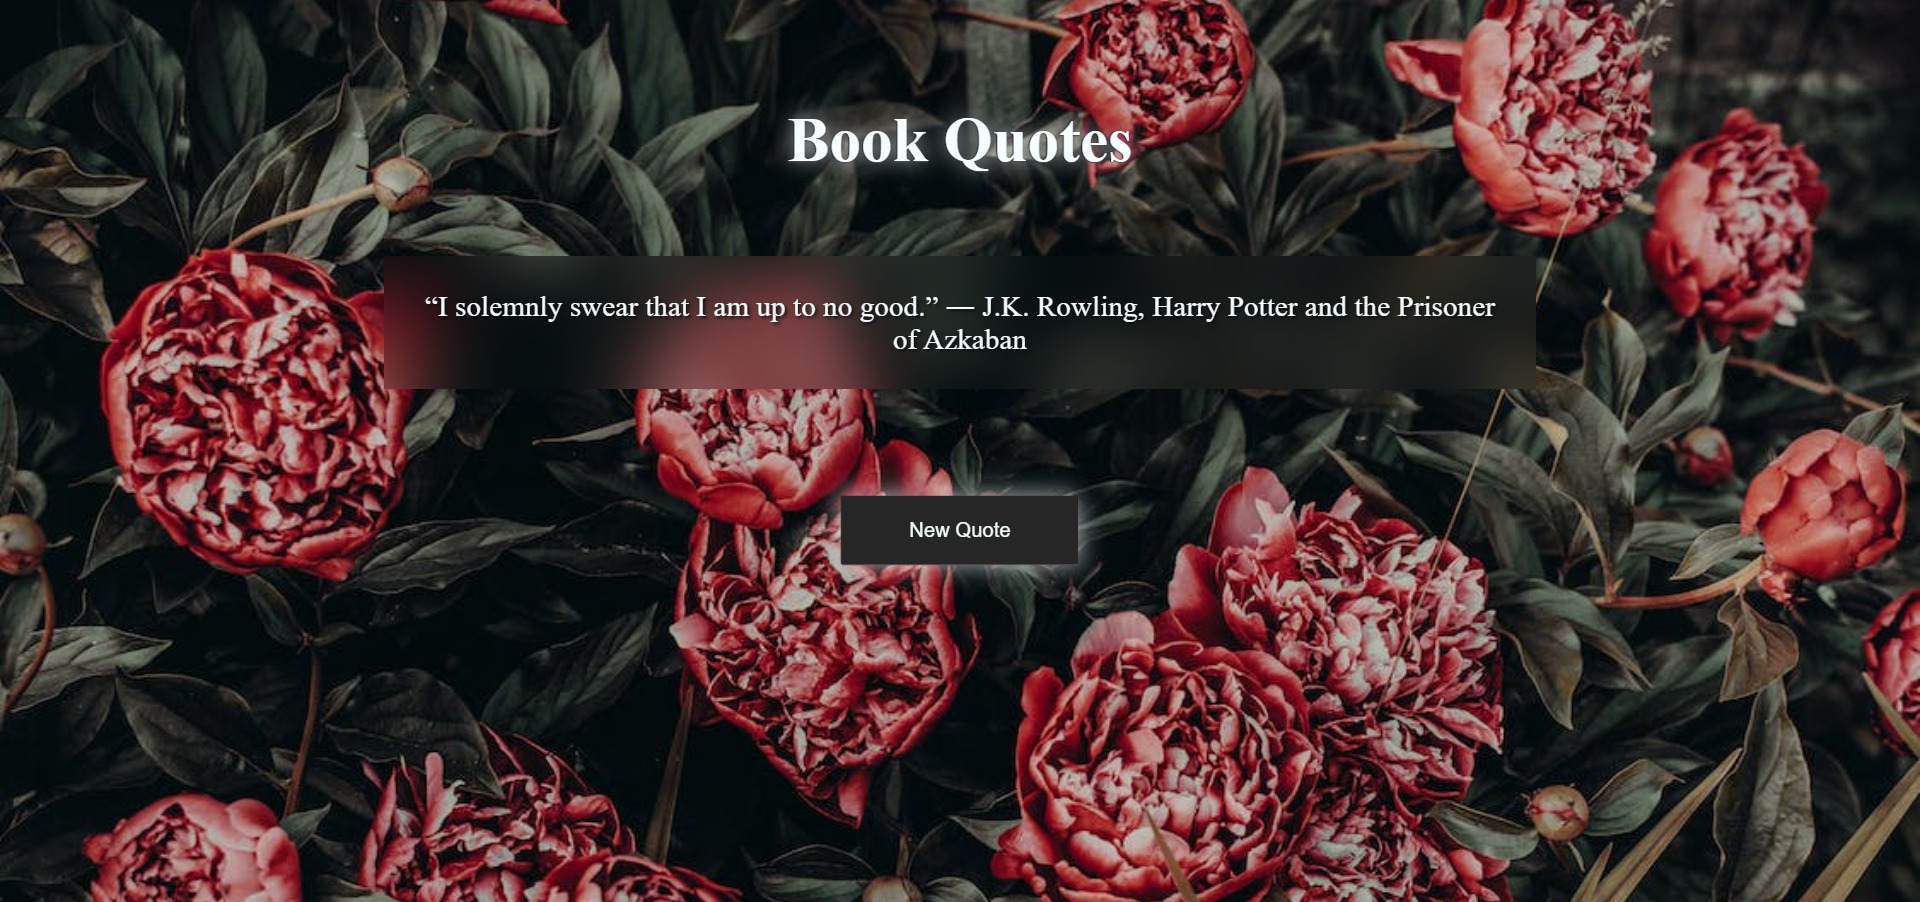 Book Quotes
“I solemnly swear that I am up to no good.” ― J.K. Rowling, Harry Potter and the Prisoner
of Azkaban
New Quote